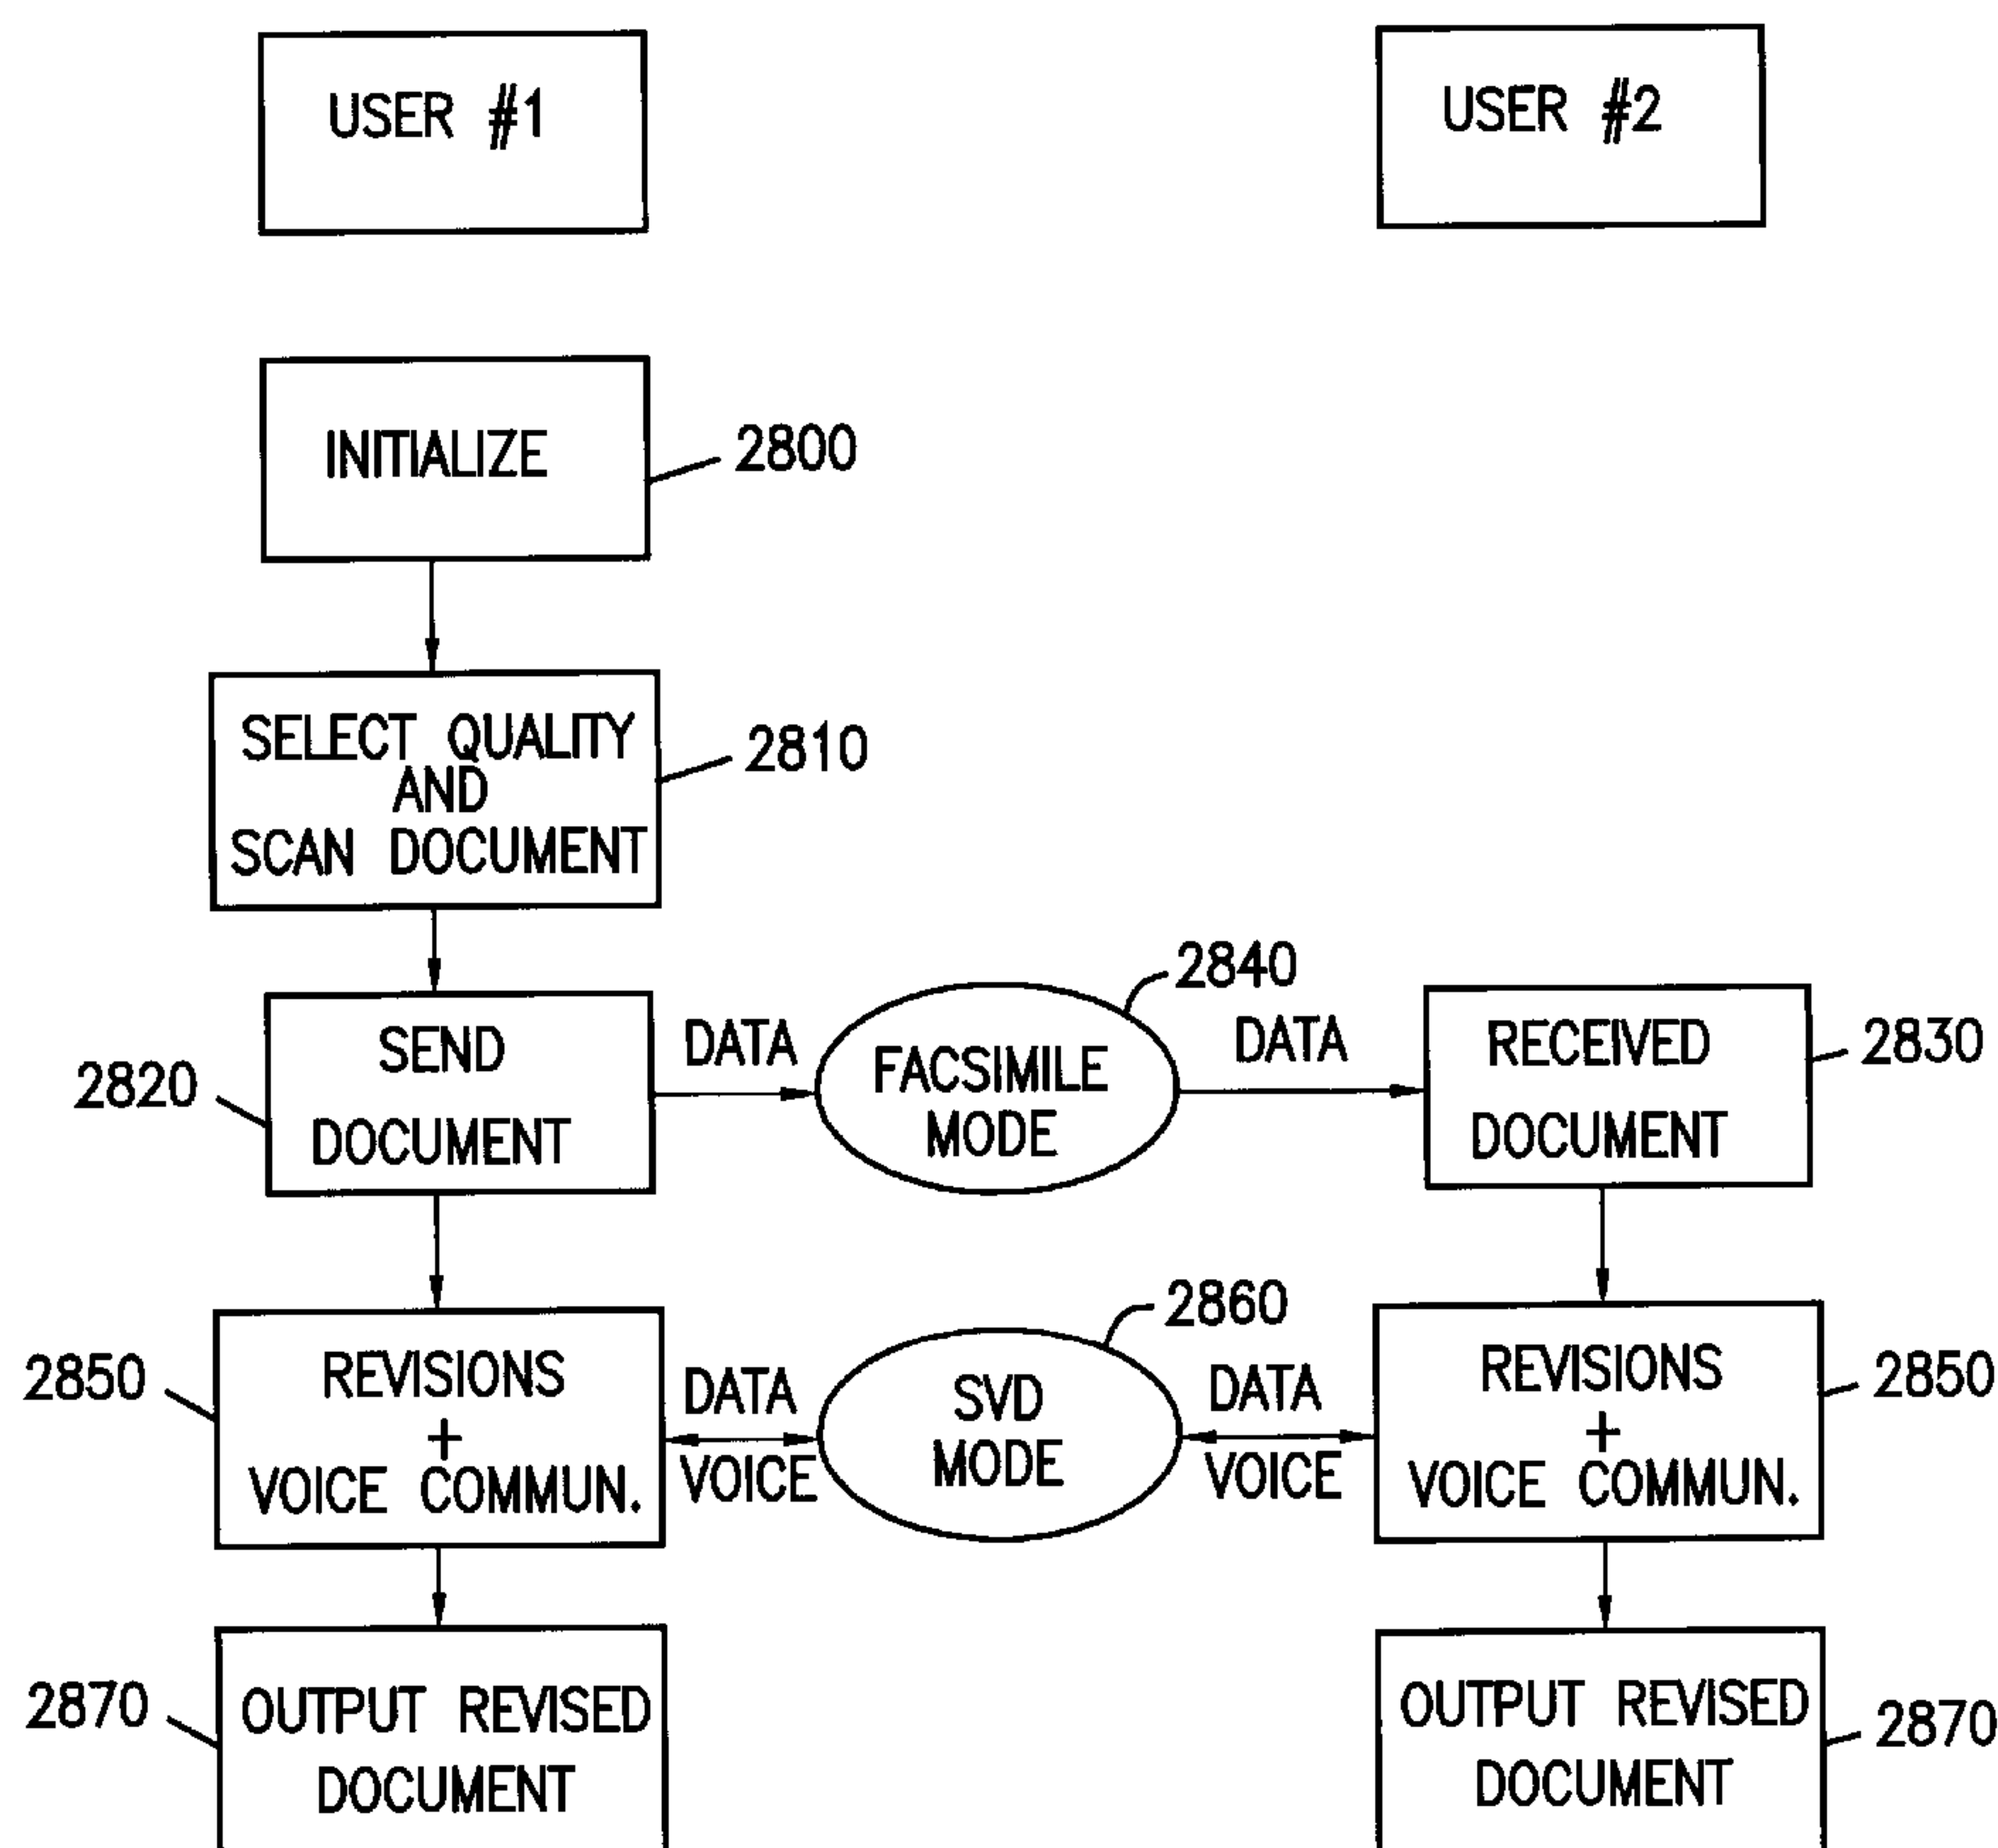 USER #1
USER #2
INITIALIZE
2800
SELECT QUALITY
AND
SCAN DOCUMENT
2810
2820
SEND
DOCUMENT
DATA
2840
FACSIMILE
MODE
DATA
RECEIVED
DOCUMENT
2830
2850
REVISIONS
+
VOICE COMMUN.
DATA
VOICE
2860
SVD
MODE
DATA
VOICE
REVISIONS
+
VOICE COMMUN.
2850
2870
OUTPUT REVISED
DOCUMENT
OUTPUT REVISED
DOCUMENT
2870